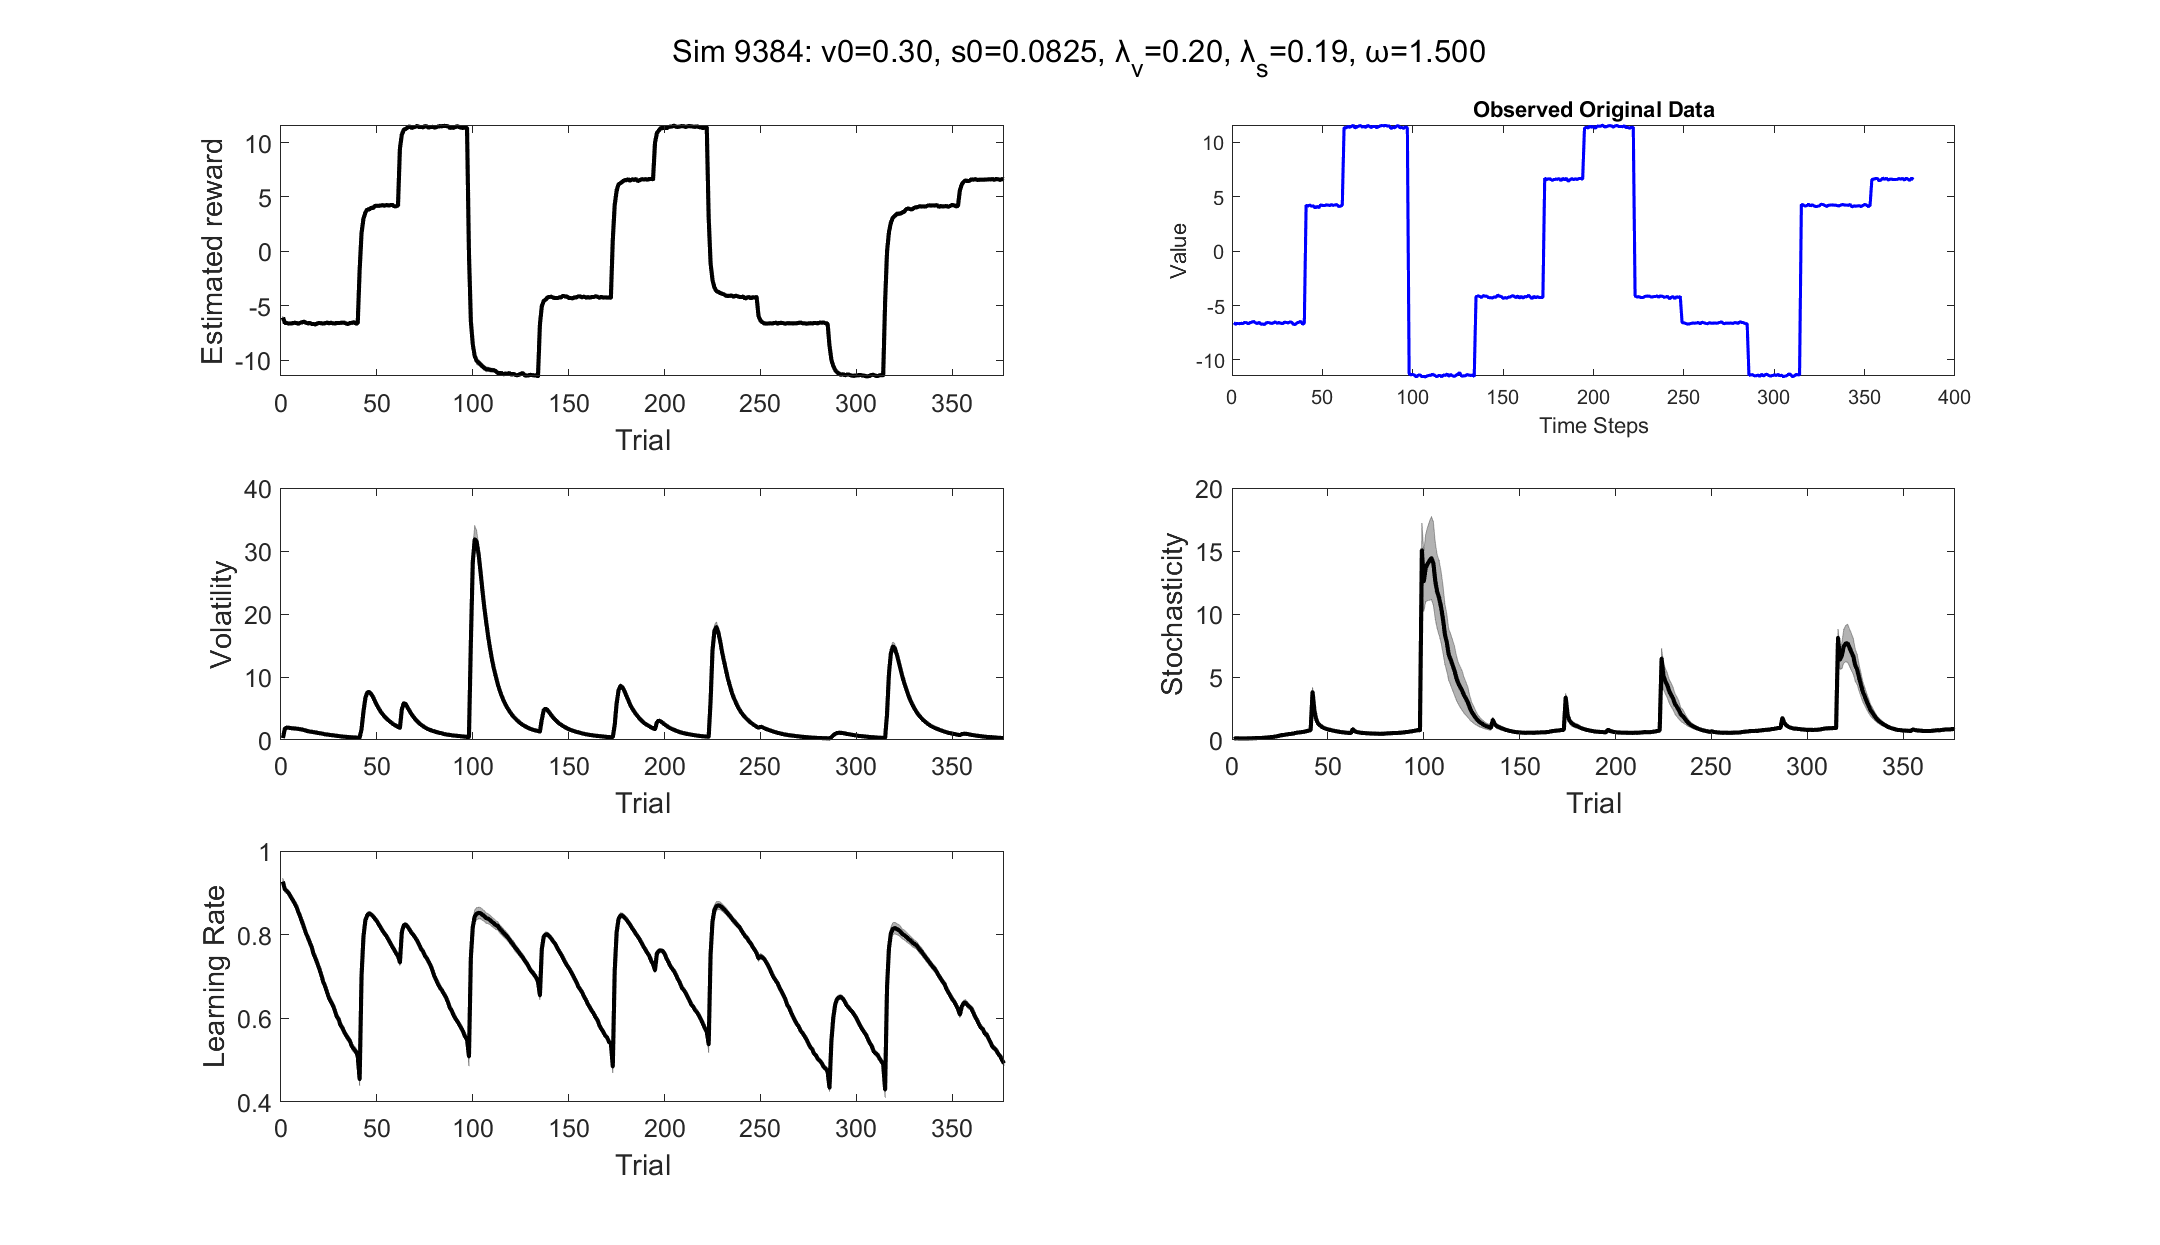 Sim 9384: v0=0.30, s0=0.0825, λ_v=0.20, λ_s=0.19, ω=1.500
Estimated reward
10
5
0
-5
-10
0 50 100 150 200 250 300 350
Trial
Observed Original Data
Value
10
5
0
-5
-10
0 50 100 150 200 250 300 350 400
Time Steps
Volatility
40
30
20
10
0
0 50 100 150 200 250 300 350
Trial
Stochasticity
20
15
10
5
0
0 50 100 150 200 250 300 350
Trial
Learning Rate
1
0.8
0.6
0.4
0 50 100 150 200 250 300 350
Trial